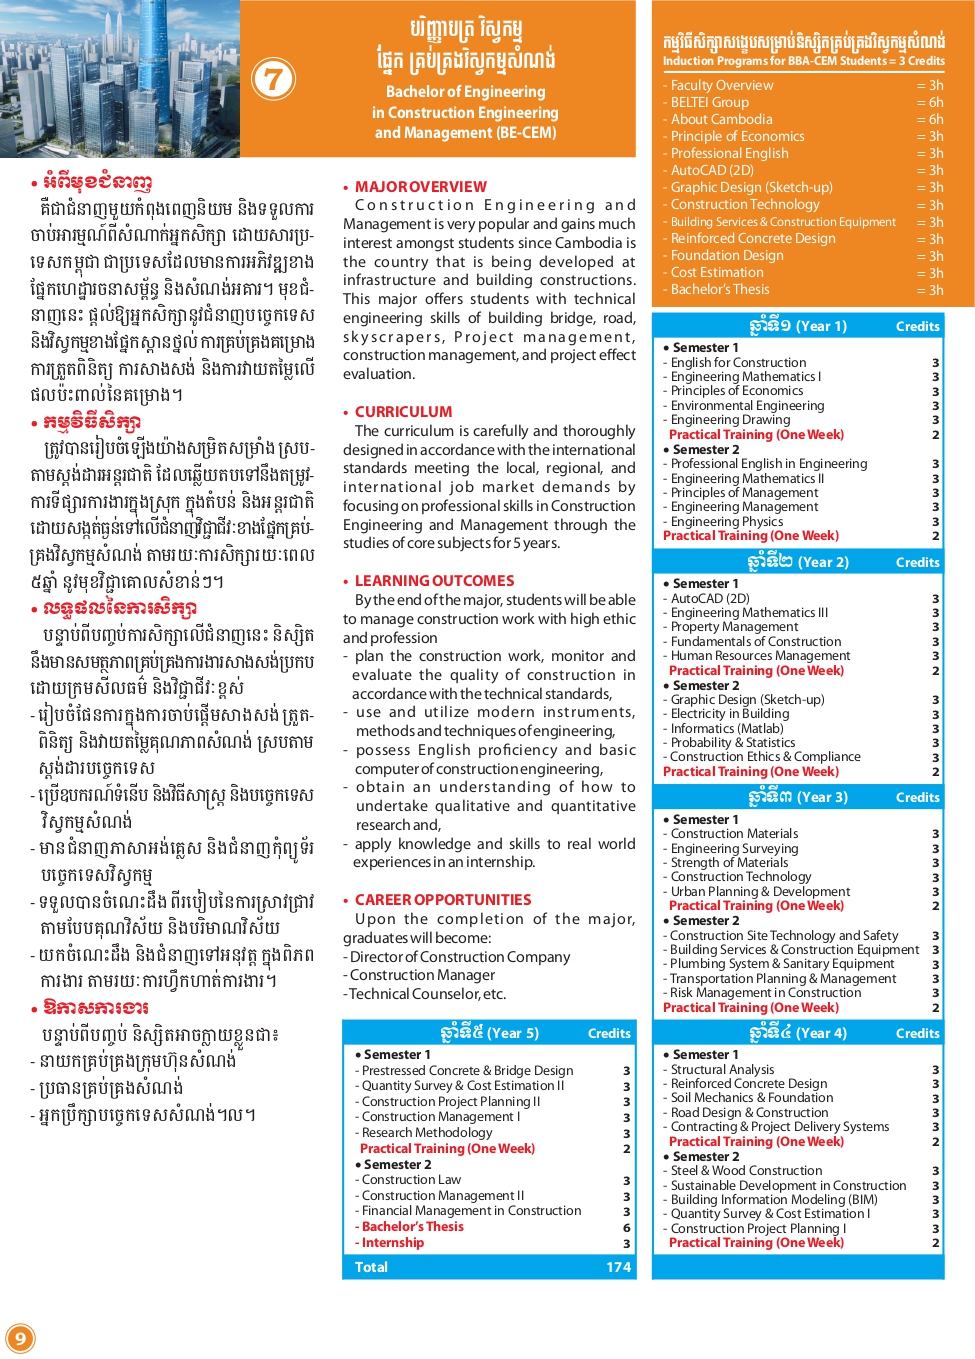 7
បរិញ្ញាបត្រ វិស្វកម្ម
ផ្នែក គ្រប់គ្រងវិស្វកម្មសំណង់
Bachelor of Engineering
in Construction Engineering
and Management (BE-CEM)
• អំពីមុខជំនាញ
គឺជាជំនាញមួយកំពុងពេញនិយម និងទទួលការ
ចាប់អារម្មណ៍ពីសំណាក់អ្នកសិក្សា ដោយសារប្រ-
ទេសកម្ពុជា ជាប្រទេសដែលមានការអភិវឌ្ឍខាង
ផ្នែកហេដ្ឋារចនាសម្ព័ន្ធ និងសំណង់អគារ។ មុខជំ-
នាញនេះ ផ្តល់ឱ្យអ្នកសិក្សានូវជំនាញបច្ចេកទេស
និងវិស្វកម្មខាងផ្នែកស្ពានថ្នល់ ការគ្រប់គ្រងគម្រោង
ការត្រួតពិនិត្យ ការសាងសង់ និងការវាយតម្លៃលើ
ផលប៉ះពាល់នៃគម្រោង។
• កម្មវិធីសិក្សា
ត្រូវបានរៀបចំឡើងយ៉ាងសម្រិតសម្រាំង ស្រប-
តាមស្តង់ដារអន្តរជាតិ ដែលឆ្លើយតបទៅនឹងតម្រូវ-
ការទីផ្សារការងារក្នុងស្រុក ក្នុងតំបន់ និងអន្តរជាតិ
ដោយសង្កត់ធ្ងន់ទៅលើជំនាញវិជ្ជាជីវៈខាងផ្នែកគ្រប់-
គ្រងវិស្វកម្មសំណង់ តាមរយៈការសិក្សារយៈពេល
៥ឆ្នាំ នូវមុខវិជ្ជាគោលសំខាន់ៗ។
• លទ្ធផលនៃការសិក្សា
បន្ទាប់ពីបញ្ចប់ការសិក្សាលើជំនាញនេះ និស្សិត
នឹងមានសមត្ថភាពគ្រប់គ្រងការងារសាងសង់ប្រកប
ដោយក្រមសីលធម៌ និងវិជ្ជាជីវៈខ្ពស់
- រៀបចំផែនការក្នុងការចាប់ផ្តើមសាងសង់ ត្រួត-
ពិនិត្យ និងវាយតម្លៃគុណភាពសំណង់ ស្របតាម
ស្តង់ដារបច្ចេកទេស
- ប្រើឧបករណ៍ទំនើប និងវិធីសាស្ត្រ និងបច្ចេកទេស
វិស្វកម្មសំណង់
- មានជំនាញភាសាអង់គ្លេស និងជំនាញកុំព្យូទ័រ
បច្ចេកទេសវិស្វកម្ម
- ទទួលបានចំណេះដឹង ពីរបៀបនៃការស្រាវជ្រាវ
តាមបែបគុណវិស័យ និងបរិមាណវិស័យ
- យកចំណេះដឹង និងជំនាញទៅអនុវត្ត ក្នុងពិភព
ការងារ តាមរយៈការហ្វឹកហាត់ការងារ។
• ឱកាសការងារ
បន្ទាប់ពីបញ្ចប់ និស្សិតអាចក្លាយខ្លួនជា៖
- នាយកគ្រប់គ្រងក្រុមហ៊ុនសំណង់
- ប្រធានគ្រប់គ្រងសំណង់
- អ្នកប្រឹក្សាបច្ចេកទេសសំណង់។ល។
• MAJOR OVERVIEW
Construction Engineering and
Management is very popular and gains much
interest amongst students since Cambodia is
the country that is being developed at
infrastructure and building constructions.
This major offers students with technical
engineering skills of building bridge, road,
skyscrapers, Project management,
construction management, and project effect
evaluation.
• CURRICULUM
The curriculum is carefully and thoroughly
designed in accordance with the international
standards meeting the local, regional, and
international job market demands by
focusing on professional skills in Construction
Engineering and Management through the
studies of core subjects for 5 years.
• LEARNING OUTCOMES
By the end of the major, students will be able
to manage construction work with high ethic
and profession
- plan the construction work, monitor and
evaluate the quality of construction in
accordance with the technical standards,
- use and utilize modern instruments,
methods and techniques of engineering,
- possess English proficiency and basic
computer of construction engineering,
- obtain an understanding of how to
undertake qualitative and quantitative
research and,
- apply knowledge and skills to real world
experiences in an internship.
• CAREER OPPORTUNITIES
Upon the completion of the major,
graduates will become:
- Director of Construction Company
- Construction Manager
- Technical Counselor, etc.
ឆ្នាំទី៥ (Year 5) Credits
• Semester 1
- Prestressed Concrete & Bridge Design 3
- Quantity Survey & Cost Estimation II 3
- Construction Project Planning II 3
- Construction Management I 3
- Research Methodology 3
Practical Training (One Week) 2
• Semester 2
- Construction Law 3
- Construction Management II 3
- Financial Management in Construction 3
- Bachelor's Thesis 6
- Internship 3
Total 174
កម្មវិធីសិក្សាសង្ខេបសម្រាប់និស្សិតគ្រប់គ្រងវិស្វកម្មសំណង់
Induction Programs for BBA-CEM Students = 3 Credits
- Faculty Overview = 3h
- BELTEI Group = 6h
- About Cambodia = 6h
- Principle of Economics = 3h
- Professional English = 3h
- AutoCAD (2D) = 3h
- Graphic Design (Sketch-up) = 3h
- Construction Technology = 3h
- Building Services & Construction Equipment = 3h
- Reinforced Concrete Design = 3h
- Foundation Design = 3h
- Cost Estimation = 3h
- Bachelor's Thesis = 3h
ឆ្នាំទី១ (Year 1) Credits
• Semester 1
- English for Construction 3
- Engineering Mathematics I 3
- Principles of Economics 3
- Environmental Engineering 3
- Engineering Drawing 3
Practical Training (One Week) 2
• Semester 2
- Professional English in Engineering 3
- Engineering Mathematics II 3
- Principles of Management 3
- Engineering Management 3
- Engineering Physics 3
Practical Training (One Week) 2
ឆ្នាំទី២ (Year 2) Credits
• Semester 1
- AutoCAD (2D) 3
- Engineering Mathematics III 3
- Property Management 3
- Fundamentals of Construction 3
- Human Resources Management 3
Practical Training (One Week) 2
• Semester 2
- Graphic Design (Sketch-up) 3
- Electricity in Building 3
- Informatics (Matlab) 3
- Probability & Statistics 3
- Construction Ethics & Compliance 3
Practical Training (One Week) 2
ឆ្នាំទី៣ (Year 3) Credits
• Semester 1
- Construction Materials 3
- Engineering Surveying 3
- Strength of Materials 3
- Construction Technology 3
- Urban Planning & Development 3
Practical Training (One Week) 2
• Semester 2
- Construction Site Technology and Safety 3
- Building Services & Construction Equipment 3
- Plumbing System & Sanitary Equipment 3
- Transportation Planning & Management 3
- Risk Management in Construction 3
Practical Training (One Week) 2
ឆ្នាំទី៤ (Year 4) Credits
• Semester 1
- Structural Analysis 3
- Reinforced Concrete Design 3
- Soil Mechanics & Foundation 3
- Road Design & Construction 3
- Contracting & Project Delivery Systems 3
Practical Training (One Week) 2
• Semester 2
- Steel & Wood Construction 3
- Sustainable Development in Construction 3
- Building Information Modeling (BIM) 3
- Quantity Survey & Cost Estimation I 3
- Construction Project Planning I 3
Practical Training (One Week) 2
9